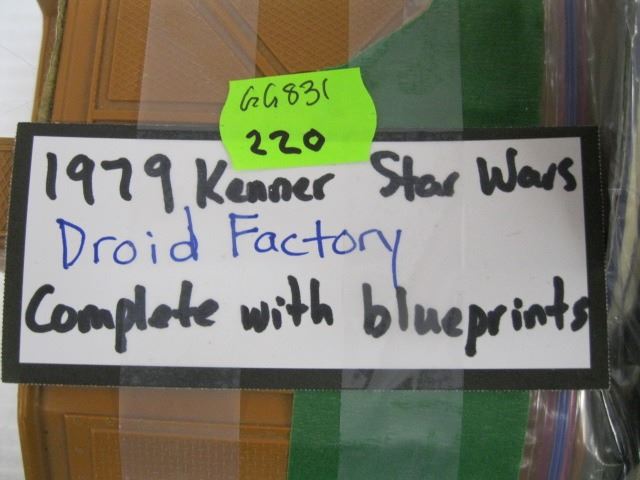 GG831
220
1979 Kenner Star Wars
Droid Factory
Complete with blueprints